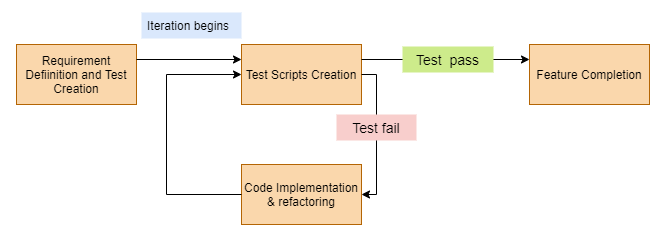 Iteration begins
Requirement
Defiinition and Test
Creation
Test Scripts Creation
Test  pass
Feature Completion
Test fail
Code Implementation
& refactoring